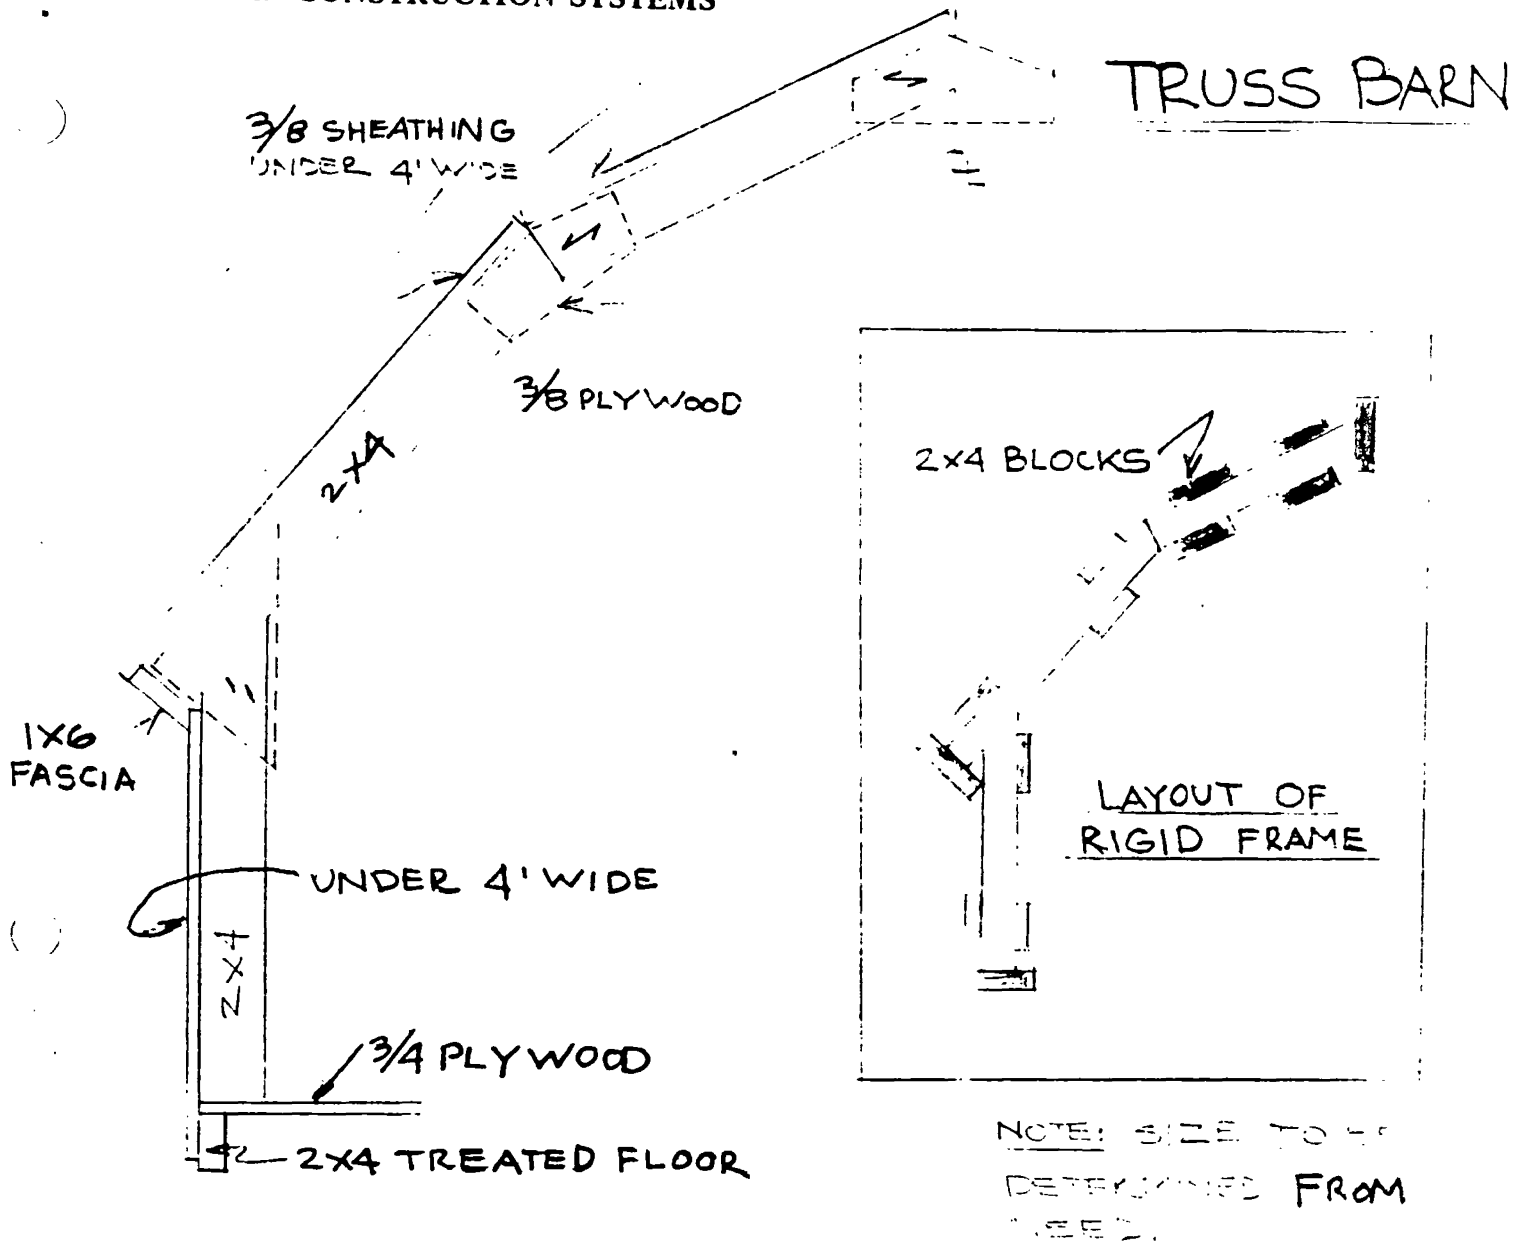 CONSTRUCTION SYSTEMS
TRUSS BARN
3/8 SHEATHING
UNDER 4' WIDE
3/8 PLYWOOD
2X4
2X4 BLOCKS
1X6
FASCIA
LAYOUT OF
RIGID FRAME
UNDER 4' WIDE
2X4
3/4 PLYWOOD
2X4 TREATED FLOOR
NOTE: SIZE TO
DETERMINED FROM